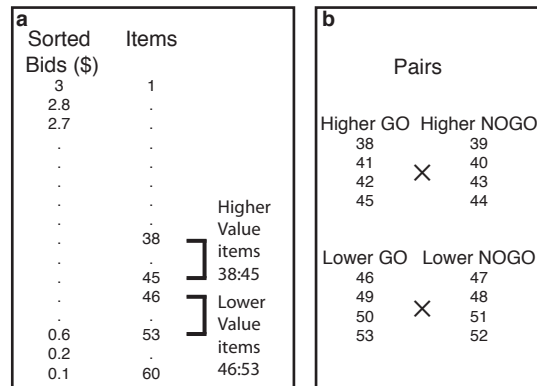 a
Sorted Items
Bids ($)
3 1
2.8 .
2.7 .
. .
. .
. .
. .
. .
. 38
. .
. 45
. 46
. .
0.6 53
0.2 .
0.1 60
Higher
Value
items
38:45
Lower
Value
items
46:53
b
Pairs
Higher GO Higher NOGO
38 39
41 × 40
42 43
45 44
Lower GO Lower NOGO
46 47
49 × 48
50 51
53 52